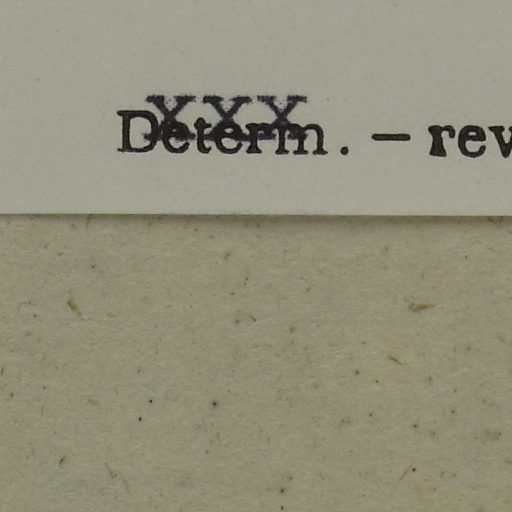 Determ. – rev